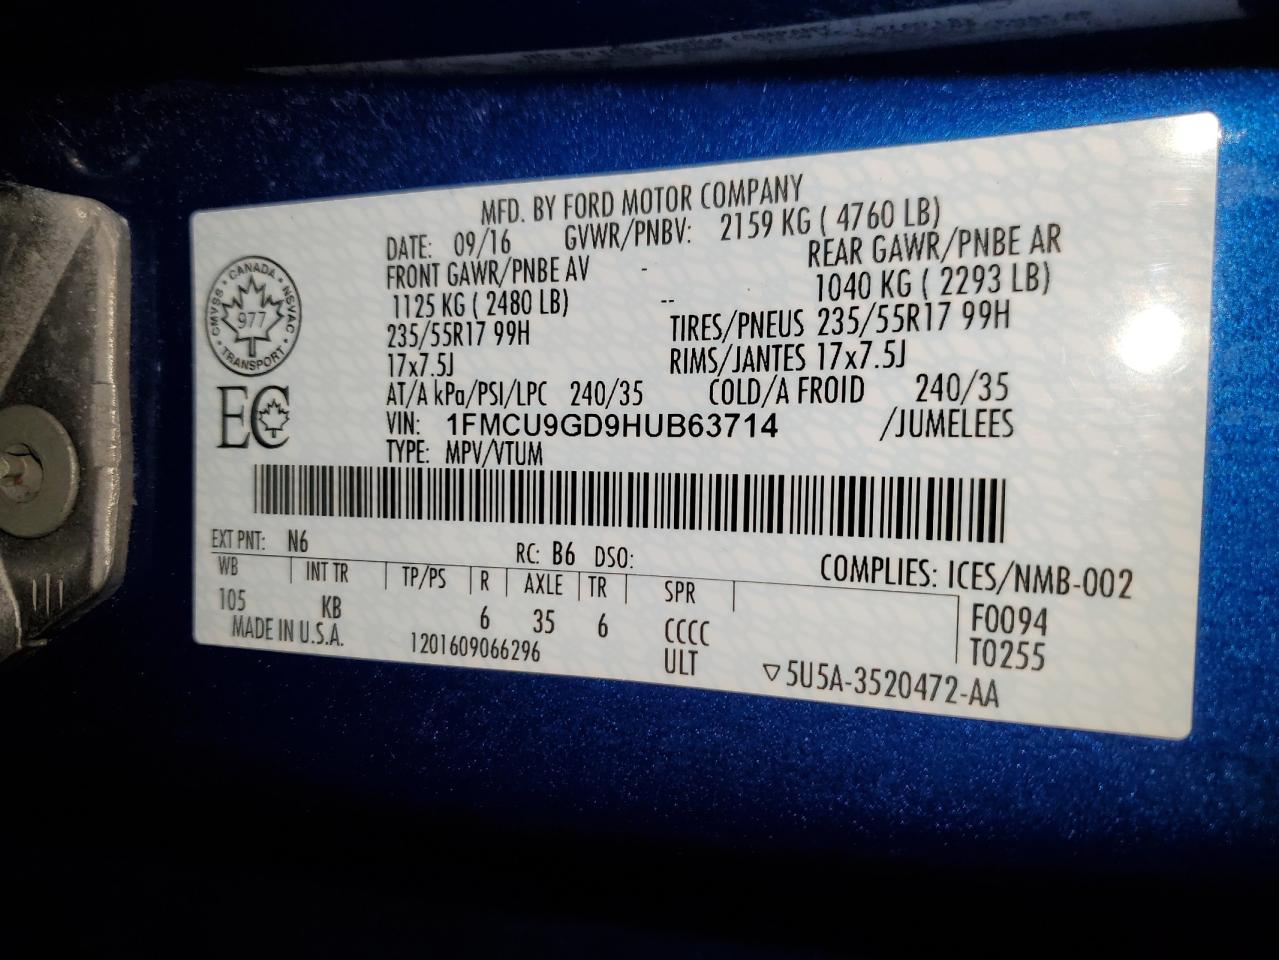 MFD. BY FORD MOTOR COMPANY
DATE: 09/16 GVWR/PNBV: 2159 KG ( 4760 LB)
FRONT GAWR/PNBE AV - REAR GAWR/PNBE AR
1125 KG ( 2480 LB) -- 1040 KG ( 2293 LB)
235/55R17 99H TIRES/PNEUS 235/55R17 99H
17x7.5J RIMS/JANTES 17x7.5J
AT/A kPa/PSI/LPC 240/35 COLD/A FROID 240/35
VIN: 1FMCU9GD9HUB63714 /JUMELEES
TYPE: MPV/VTUM
CANADA NSVAC TRANSPORT CMVSS
977
EC
EXT PNT: N6 RC: B6 DSO: COMPLIES: ICES/NMB-002
WB INT TR TP/PS R AXLE TR SPR
105 KB 6 35 6 CCCC F0094
MADE IN U.S.A. 1201609066296 ULT T0255
▽5U5A-3520472-AA